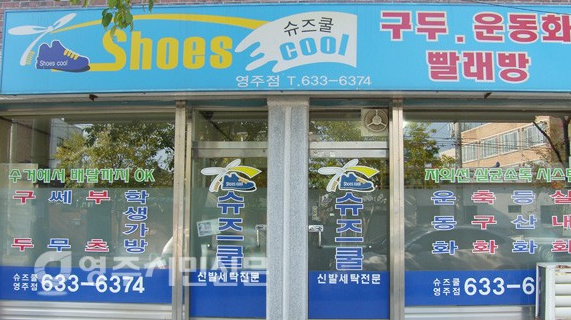 Shoes cool
Shoes
슈즈쿨
cool
영주점 T.633-6374
구두.운동화
빨래방
수거에서 배달까지 OK
구두
쎄무
부초
학생가방
슈즈쿨
영주점
633-6374
Shoes cool
슈즈쿨
신발세탁전문
Shoes cool
슈즈쿨
신발세탁전문
자외선 살균소독 시스템
운동화
축구화
등산화
실내화
슈즈쿨
영주점
633-6
영주시민신문